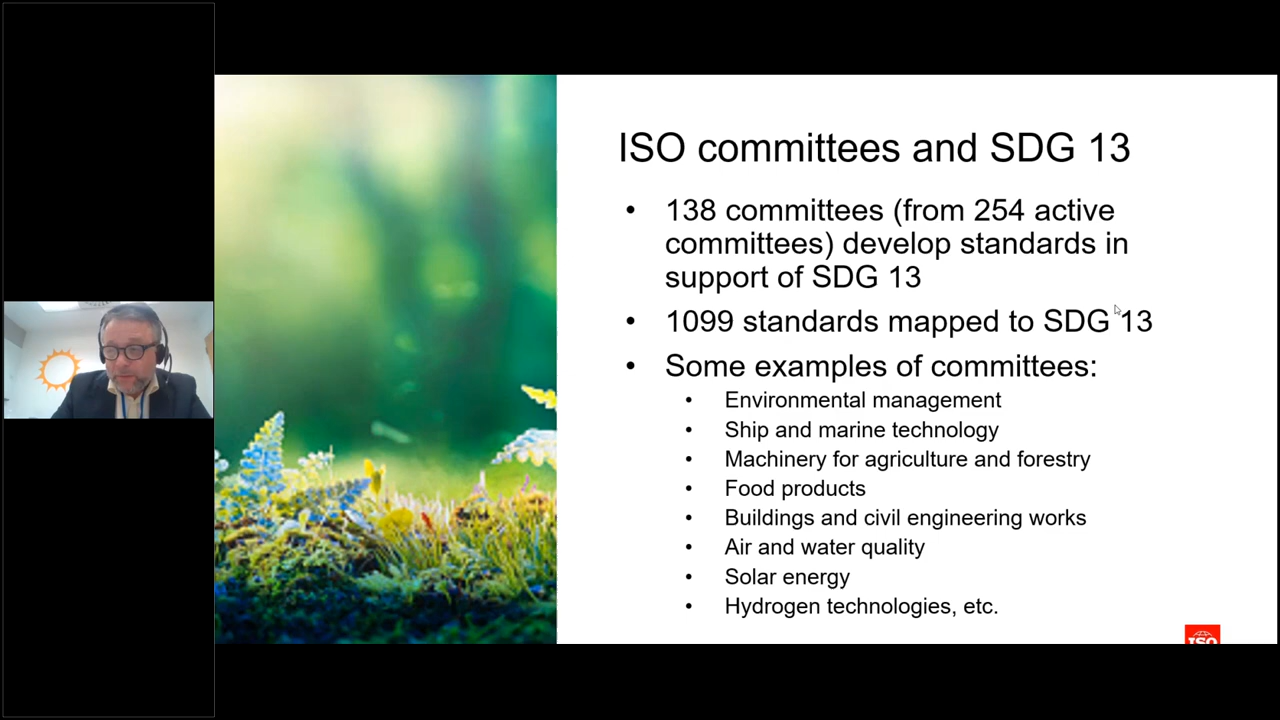 ISO committees and SDG 13
• 138 committees (from 254 active
committees) develop standards in
support of SDG 13
• 1099 standards mapped to SDG 13
• Some examples of committees:
• Environmental management
• Ship and marine technology
• Machinery for agriculture and forestry
• Food products
• Buildings and civil engineering works
• Air and water quality
• Solar energy
• Hydrogen technologies, etc.
ISO